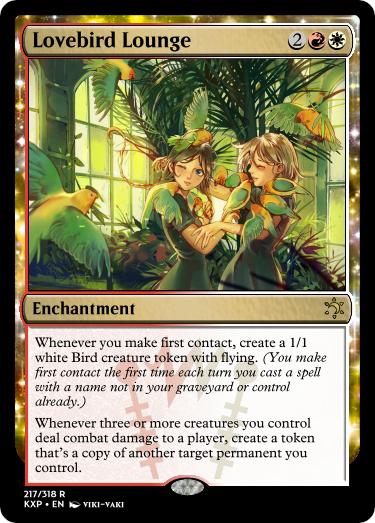 Lovebird Lounge 2
Enchantment
Whenever you make first contact, create a 1/1
white Bird creature token with flying. (You make
first contact the first time each turn you cast a
spell with a name not in your graveyard or control
already.)
Whenever three or more creatures you control
deal combat damage to a player, create a token
that's a copy of another target permanent you
control.
217/318 R
KXP • EN VIKI-YAKI